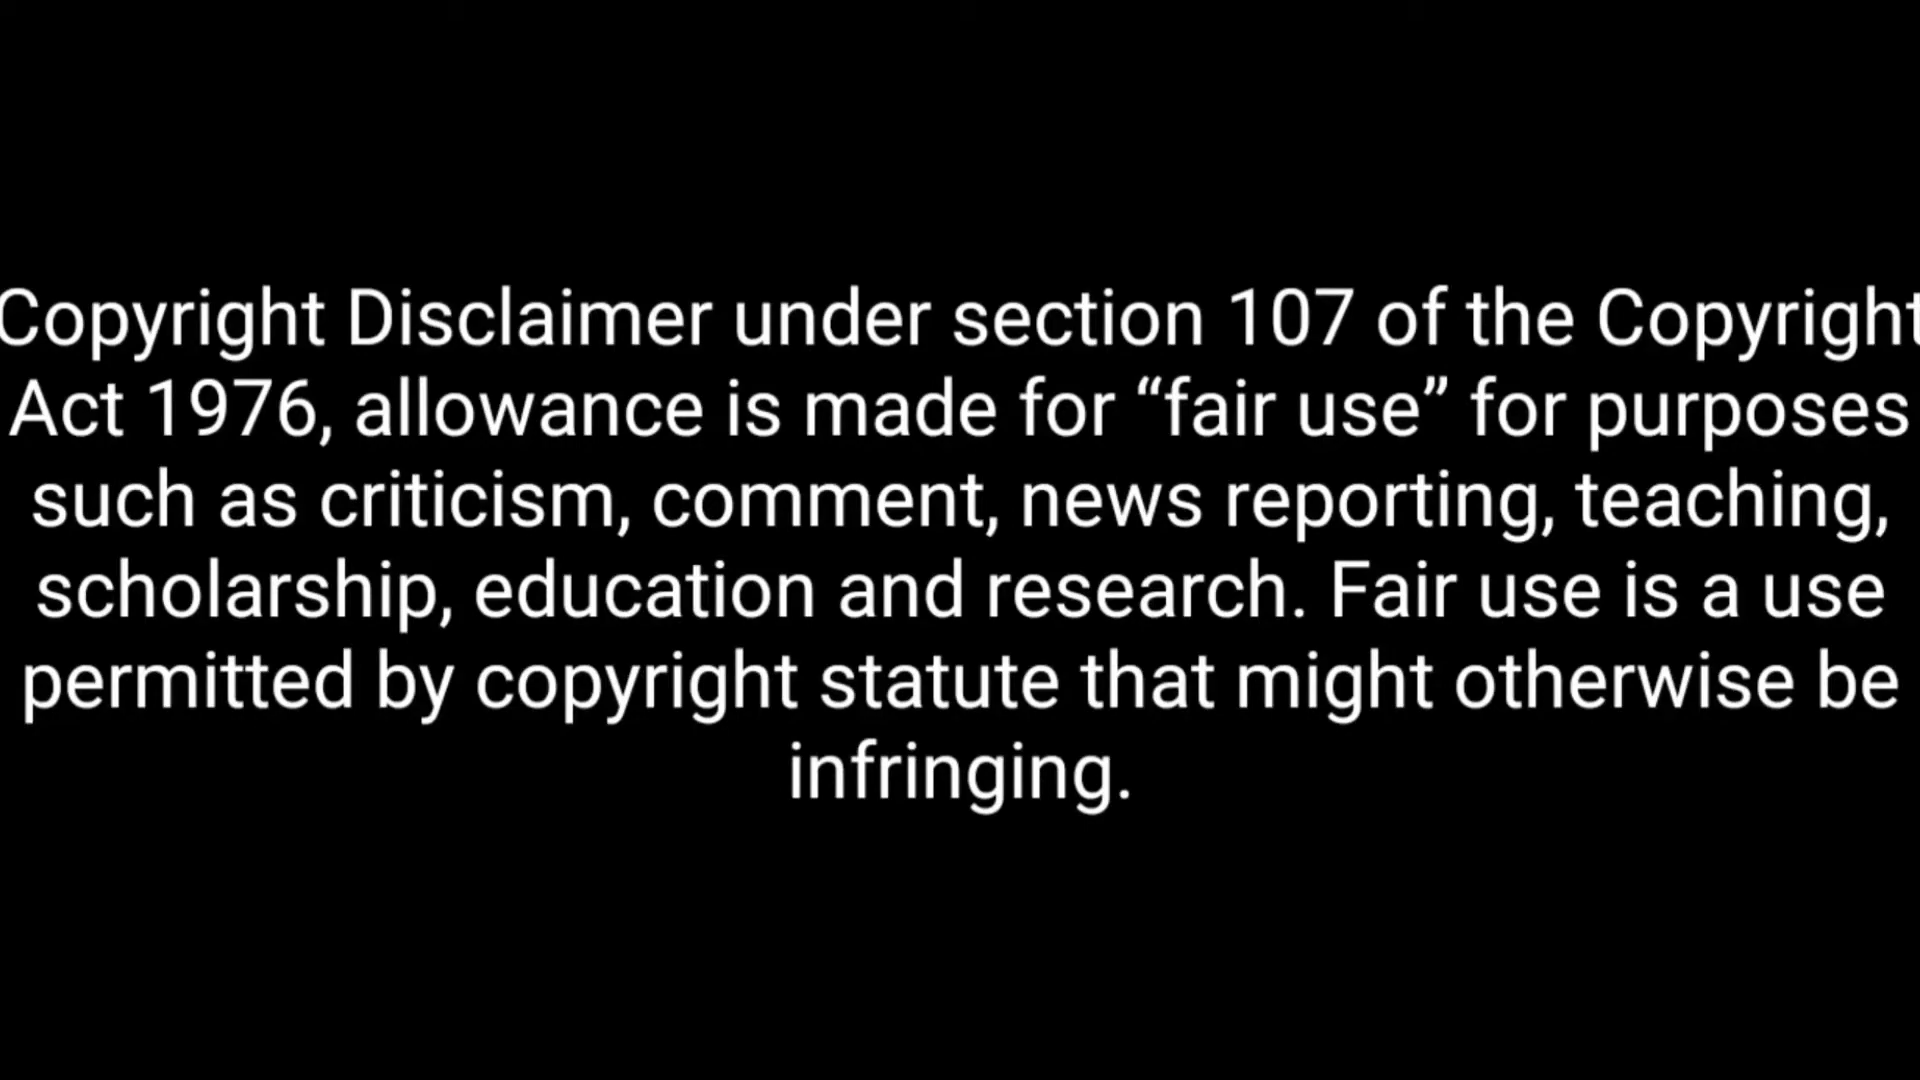 Copyright Disclaimer under section 107 of the Copyright
Act 1976, allowance is made for “fair use” for purposes
such as criticism, comment, news reporting, teaching,
scholarship, education and research. Fair use is a use
permitted by copyright statute that might otherwise be
infringing.